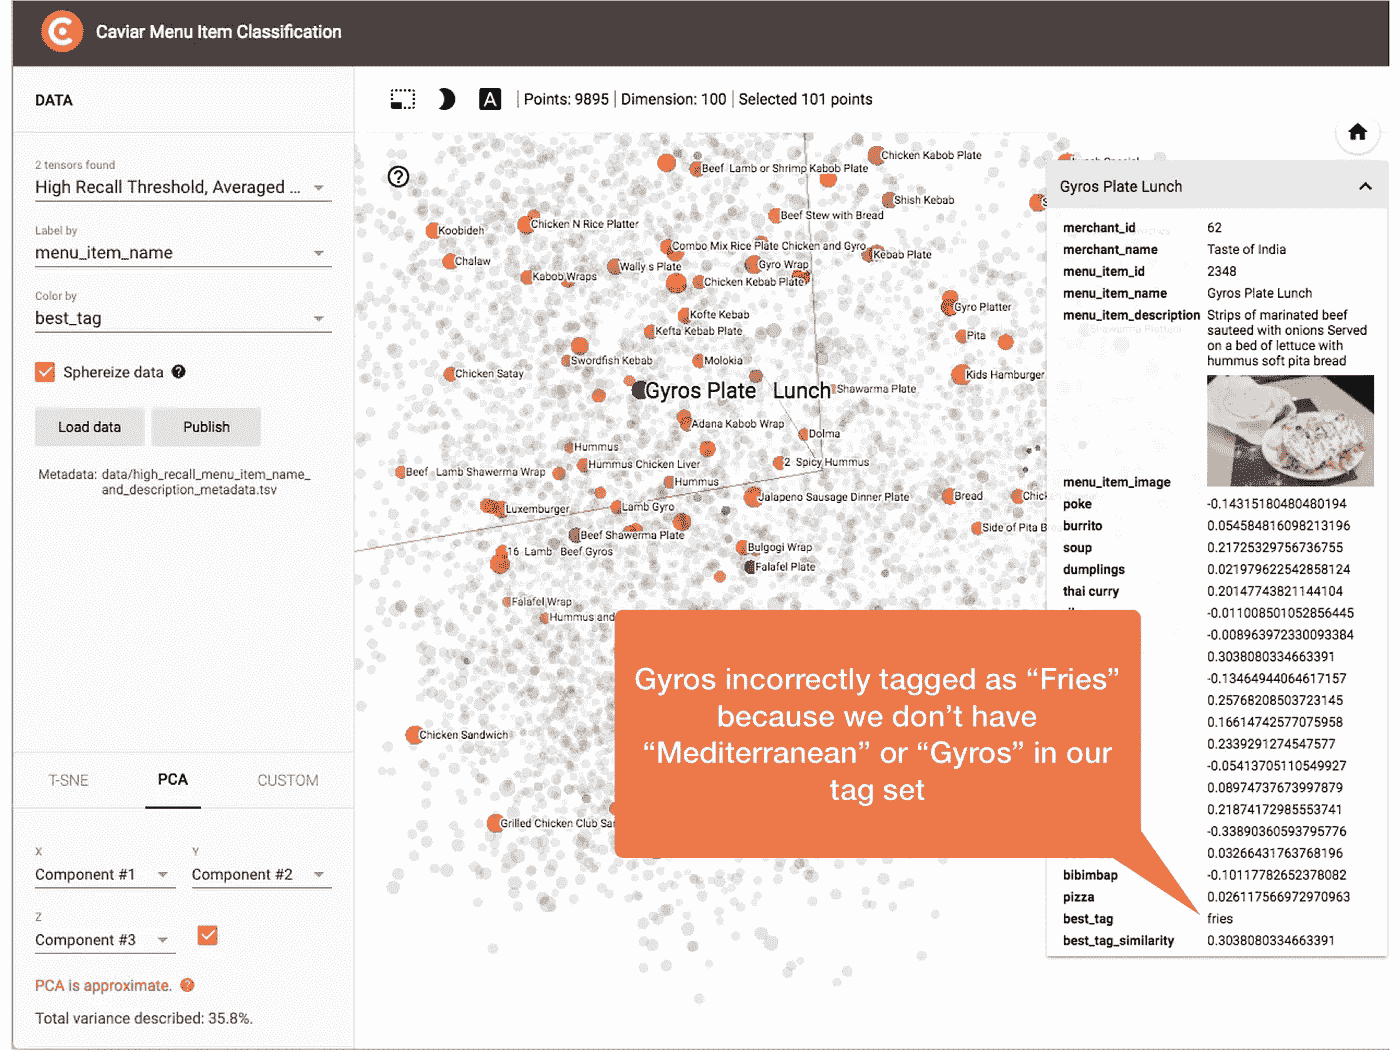 Caviar Menu Item Classification
DATA
2 tensors found
High Recall Threshold, Averaged ...
Label by
menu_item_name
Color by
best_tag
Sphereize data
Load data
Publish
Metadata: data/high_recall_menu_item_name_
and_description_metadata.tsv
T-SNE
PCA
CUSTOM
X
Y
Component #1
Component #2
Z
Component #3
PCA is approximate.
Total variance described: 35.8%.
A
Points: 9895
Dimension: 100
Selected 101 points
Chicken Kabob Plate
Beef Lamb or Shrimp Kabob Plate
Shish Kebab
Beef Stew with Bread
Chicken N Rice Platter
Koobideh
Combo Mix Rice Plate Chicken and Gyro
Kebab Plate
Chalaw
Wally s Plate
Gyro Wrap
Kabob Wraps
Chicken Kebab Plate
Gyro Platter
Kofte Kebab
Kefta Kebab Plate
Pita
Swordfish Kebab
Molokia
Chicken Satay
Kids Hamburger
Gyros Plate Lunch
Shawarma Plate
Adana Kabob Wrap
Dolma
Hummus
Hummus Chicken Liver
2 Spicy Hummus
Beef Lamb Shawerma Wrap
Hummus
Jalapeno Sausage Dinner Plate
Bread
Luxemburger
Lamb Gyro
Side of Pita
Beef Shawerma Plate
Bulgogi Wrap
16 Lamb Beef Gyros
Falafel Plate
Falafel Wrap
Hummus and
Chicken Sandwich
Grilled Chicken Club
Gyros Plate Lunch
merchant_id 62
merchant_name Taste of India
menu_item_id 2348
menu_item_name Gyros Plate Lunch
menu_item_description Strips of marinated beef
sauteed with onions Served
on a bed of lettuce with
hummus soft pita bread
menu_item_image
poke -0.14315180480480194
burrito 0.054584816098213196
soup 0.21725329756736755
dumplings 0.021979622542858124
thai curry 0.20147743821144104
-0.011008501052856445
-0.008963972330093384
0.3038080334663391
-0.13464944064617157
0.25768208503723145
0.16614742577075958
0.2339291274547577
-0.05413705110549927
0.08974737673997879
0.21874172985553741
-0.33890360593795776
0.03266431763768196
bibimbap -0.10117782652378082
pizza 0.026117566972970963
best_tag fries
best_tag_similarity 0.3038080334663391
Gyros incorrectly tagged as “Fries”
because we don’t have
“Mediterranean” or “Gyros” in our
tag set